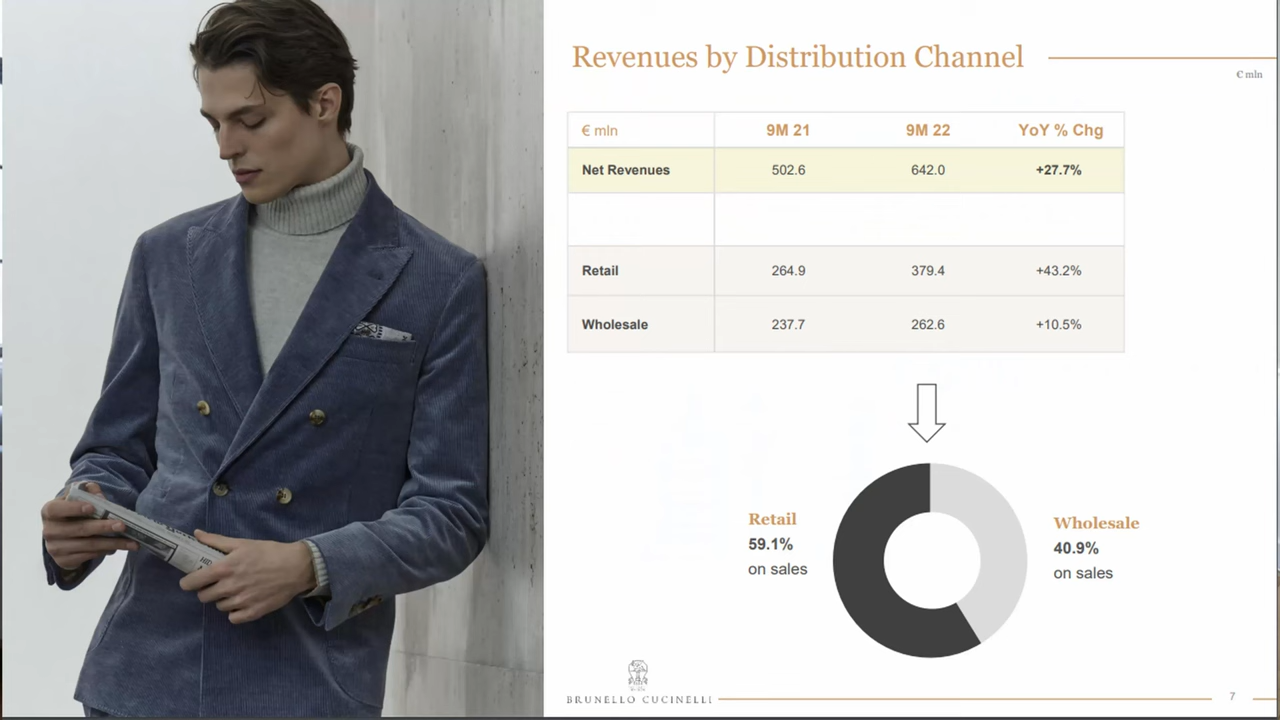 Revenues by Distribution Channel
€ mln
€ mln 9M 21 9M 22 YoY % Chg
Net Revenues 502.6 642.0 +27.7%
Retail 264.9 379.4 +43.2%
Wholesale 237.7 262.6 +10.5%
Retail
59.1%
on sales
Wholesale
40.9%
on sales
BRUNELLO CUCINELLI
7